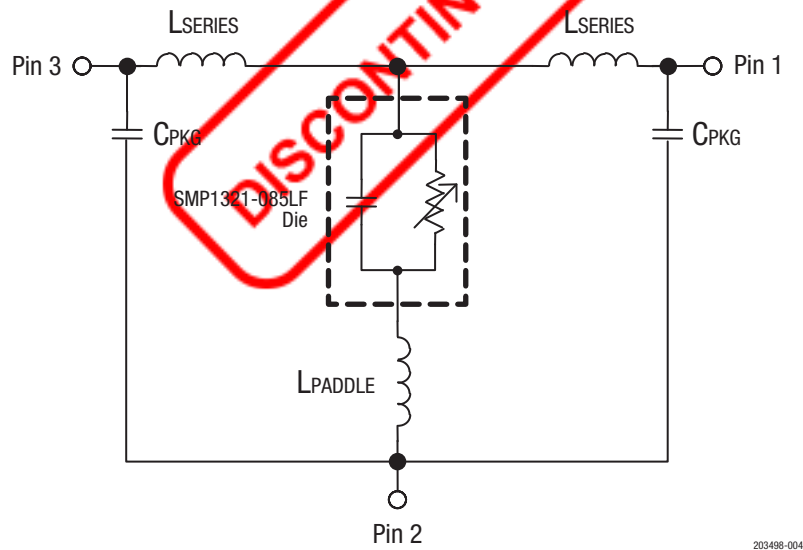 LSERIES
LSERIES
Pin 3
Pin 1
CPKG
CPKG
DISCONTIN
SMP1321-085LF
Die
LPADDLE
Pin 2
203498-004